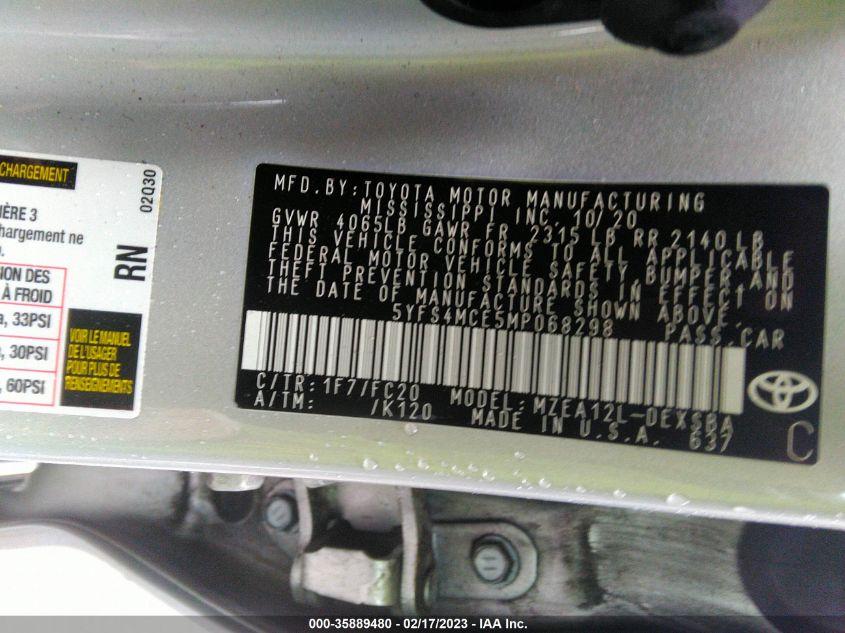 CHARGEMENT
02Q30
IÈRE 3
chargement ne
RN
ION DES
À FROID
a, 33PSI
, 30PSI
, 60PSI
VOIR LE MANUEL
DE L'USAGER
POUR PLUS DE
RENSEIGNEMENTS
MFD. BY: TOYOTA MOTOR MANUFACTURING
MISSISSIPPI INC. 10/20
GVWR 4065LB GAWR FR 2315 LB RR 2140 LB
THIS VEHICLE CONFORMS TO ALL APPLICABLE
FEDERAL MOTOR VEHICLE SAFETY, BUMPER AND
THEFT PREVENTION STANDARDS IN EFFECT ON
THE DATE OF MANUFACTURE SHOWN ABOVE.
5YFS4MCE5MP068298 PASS. CAR
C/TR: 1F7/FC20 MODEL: MZEA12L-DEXSBA
A/TM: /K120 MADE IN U.S.A. 637
C
000-35889480 - 02/17/2023 - IAA Inc.